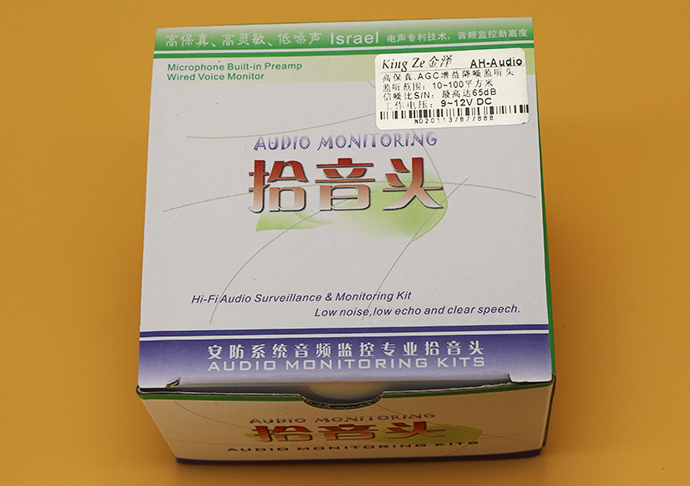 高保真、高灵敏、低噪声 Israel 电声专利技术，音频监控新高度
Microphone Built-in Preamp
Wired Voice Monitor
King Ze 金泽 AH-Audio
高保真.AGC增益降噪监听头
监听范围：10~100平方米
信噪比S/N：最高达65dB
工作电压：9~12V DC
N0201137877888
AUDIO MONITORING
拾音头
Hi-Fi Audio Surveillance & Monitoring Kit
Low noise,low echo and clear speech.
安防系统音频监控专业拾音头
AUDIO MONITORING KITS
AUDIO MONITORING
拾音头
AUDIO MONITORING KITS